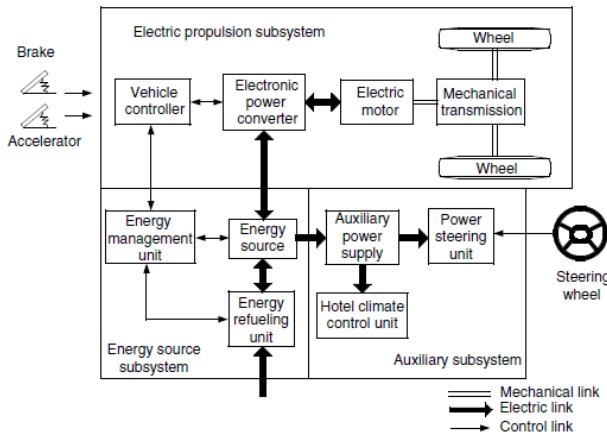 Electric propulsion subsystem
Wheel
Brake
Vehicle
controller
Electronic
power
converter
Electric
motor
Mechanical
transmission
Accelerator
Wheel
Energy
management
unit
Energy
source
Auxiliary
power
supply
Power
steering
unit
Steering
wheel
Energy
refueling
unit
Hotel climate
control unit
Energy source
subsystem
Auxiliary subsystem
Mechanical link
Electric link
Control link